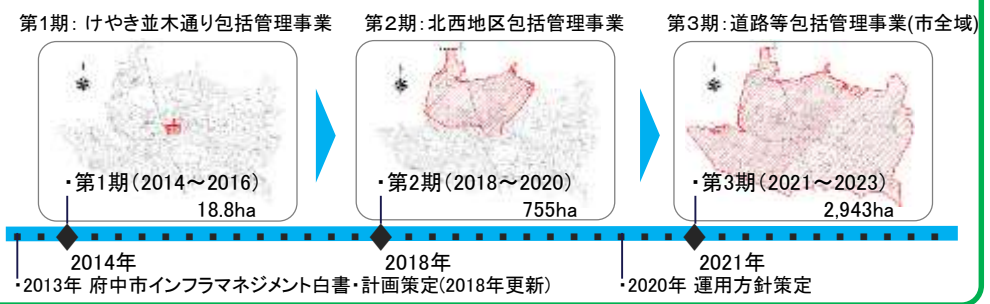 第1期：けやき並木通り包括管理事業
第2期：北西地区包括管理事業
第3期：道路等包括管理事業(市全域)
・第1期(2014～2016)
18.8ha
・第2期(2018～2020)
755ha
・第3期(2021～2023)
2,943ha
2014年
2018年
2021年
・2013年 府中市インフラマネジメント白書・計画策定(2018年更新)
・2020年 運用方針策定